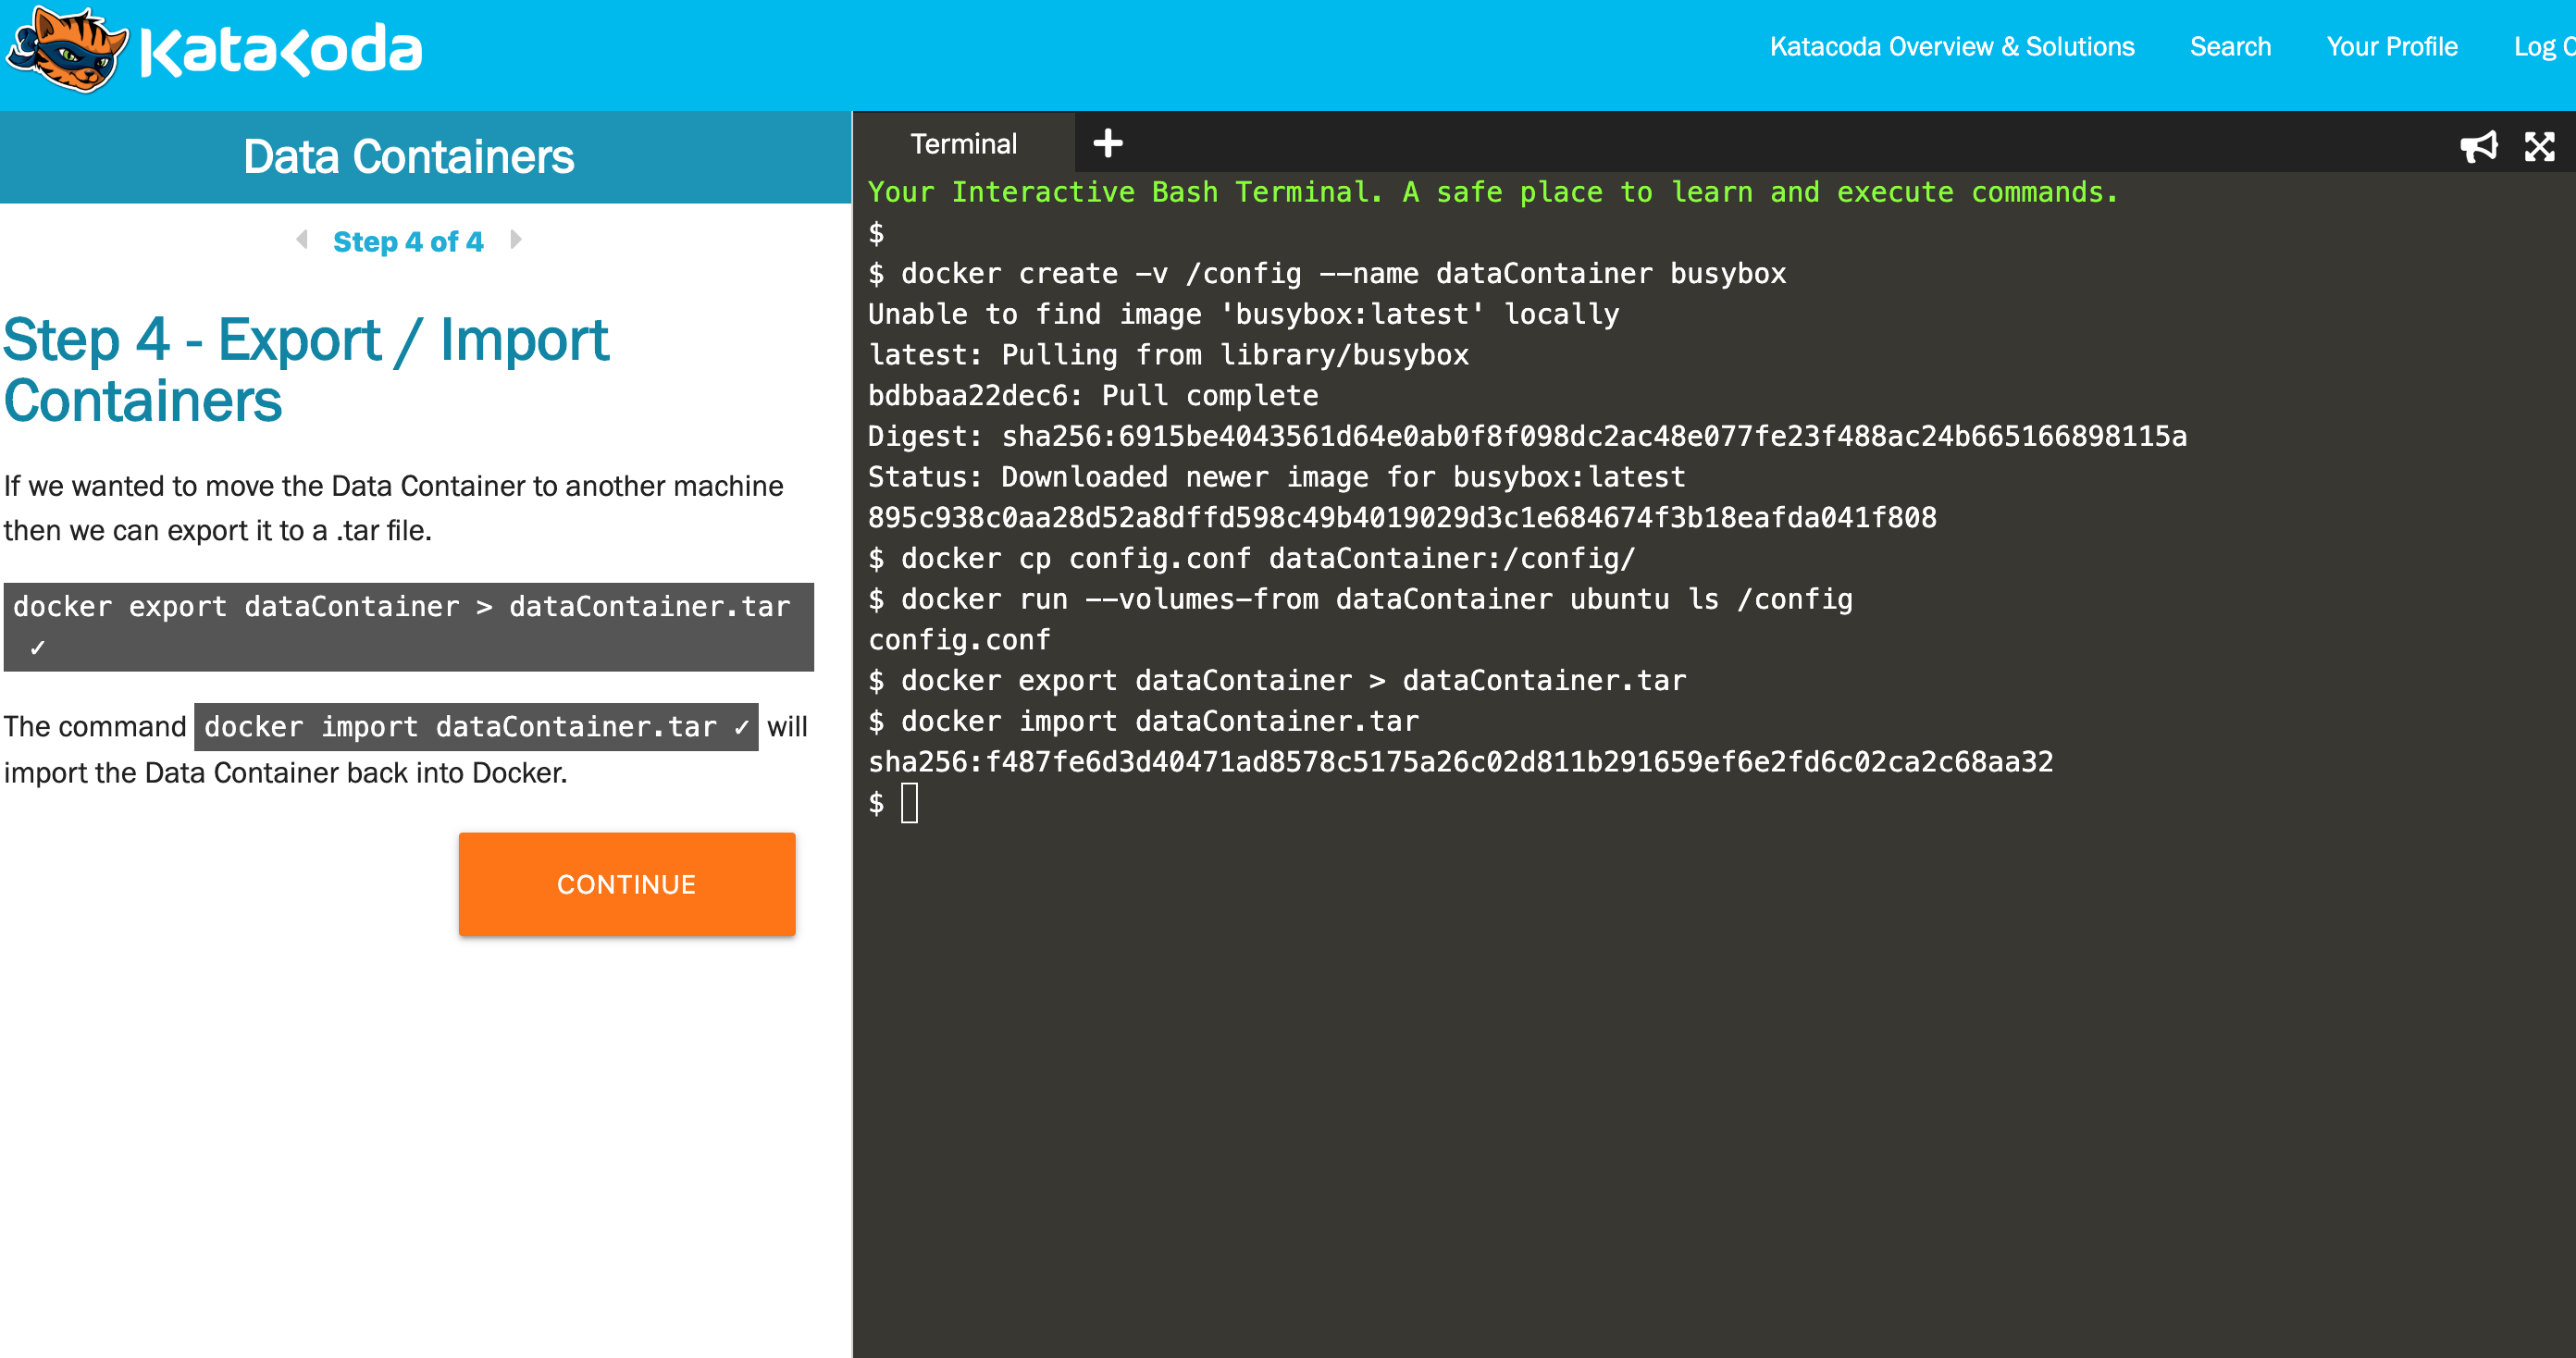 KataKoda
Katacoda Overview & Solutions Search Your Profile Log
Data Containers
Step 4 of 4
Step 4 - Export / Import
Containers
If we wanted to move the Data Container to another machine
then we can export it to a .tar file.
docker export dataContainer > dataContainer.tar
✓
The command docker import dataContainer.tar ✓ will
import the Data Container back into Docker.
CONTINUE
Terminal
Your Interactive Bash Terminal. A safe place to learn and execute commands.
$
$ docker create -v /config --name dataContainer busybox
Unable to find image 'busybox:latest' locally
latest: Pulling from library/busybox
bdbbaa22dec6: Pull complete
Digest: sha256:6915be4043561d64e0ab0f8f098dc2ac48e077fe23f488ac24b665166898115a
Status: Downloaded newer image for busybox:latest
895c938c0aa28d52a8dffd598c49b4019029d3c1e684674f3b18eafda041f808
$ docker cp config.conf dataContainer:/config/
$ docker run --volumes-from dataContainer ubuntu ls /config
config.conf
$ docker export dataContainer > dataContainer.tar
$ docker import dataContainer.tar
sha256:f487fe6d3d40471ad8578c5175a26c02d811b291659ef6e2fd6c02ca2c68aa32
$